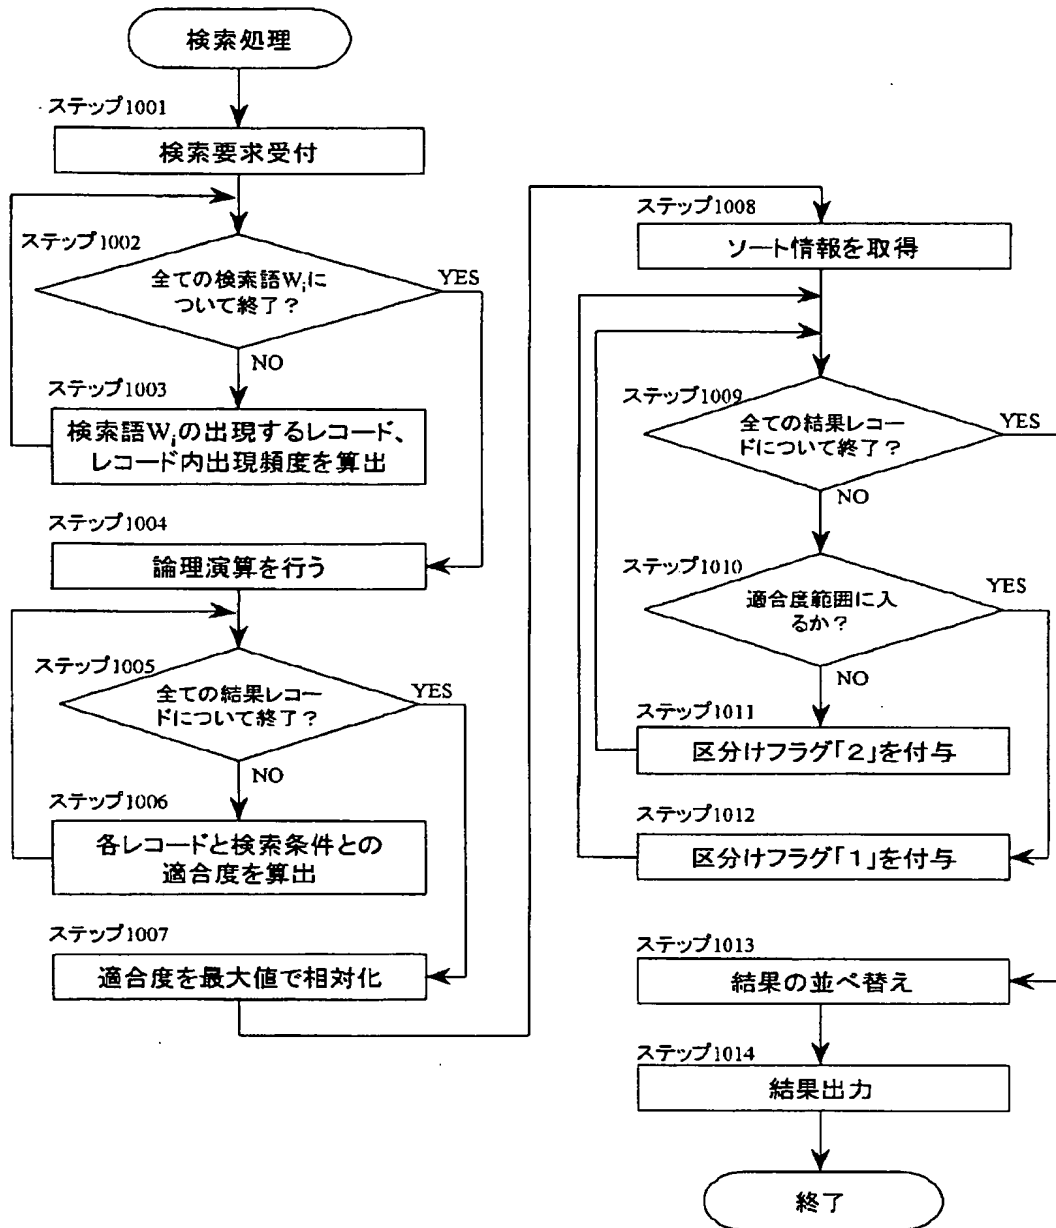 検索処理
ステップ1001
検索要求受付
ステップ1002
全ての検索語Wiに
ついて終了？
YES
NO
ステップ1003
検索語Wiの出現するレコード、
レコード内出現頻度を算出
ステップ1004
論理演算を行う
ステップ1005
全ての結果レコー
ドについて終了？
YES
NO
ステップ1006
各レコードと検索条件との
適合度を算出
ステップ1007
適合度を最大値で相対化
ステップ1008
ソート情報を取得
ステップ1009
全ての結果レコー
ドについて終了？
YES
NO
ステップ1010
適合度範囲に入
るか？
YES
NO
ステップ1011
区分けフラグ「2」を付与
ステップ1012
区分けフラグ「1」を付与
ステップ1013
結果の並べ替え
ステップ1014
結果出力
終了